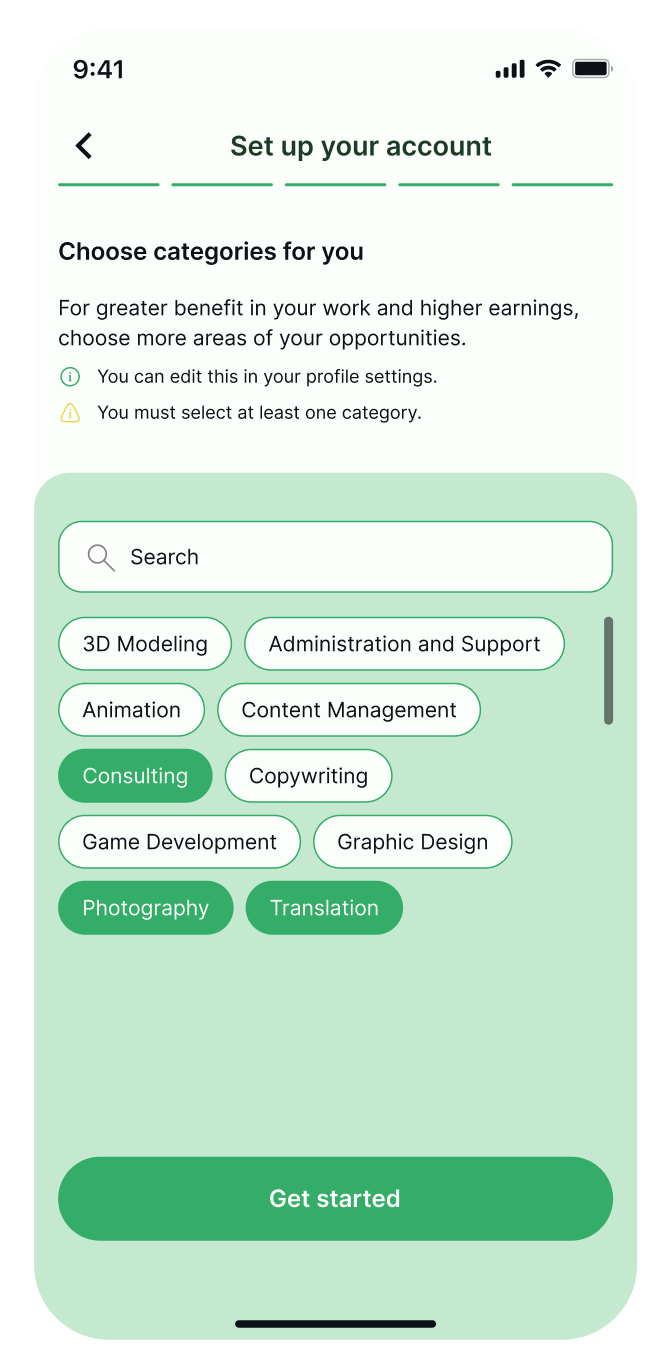 9:41
Set up your account
Choose categories for you
For greater benefit in your work and higher earnings,
choose more areas of your opportunities.
You can edit this in your profile settings.
You must select at least one category.
Search
3D Modeling Administration and Support
Animation Content Management
Consulting Copywriting
Game Development Graphic Design
Photography Translation
Get started